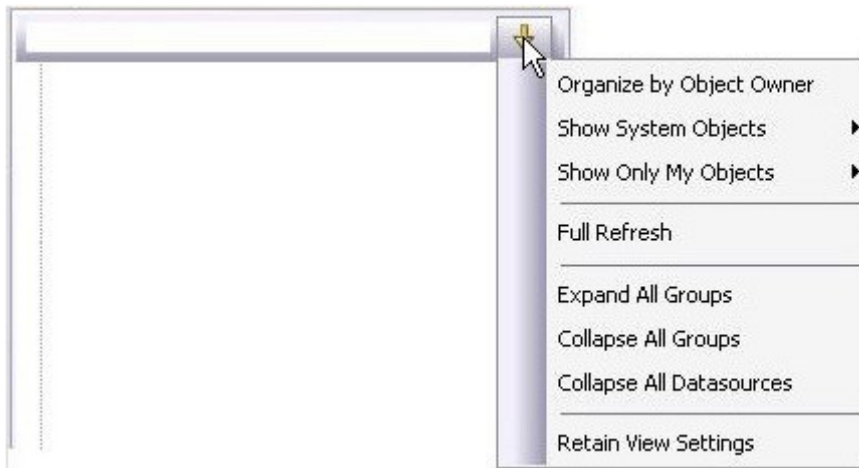 Organize by Object Owner
Show System Objects
Show Only My Objects
Full Refresh
Expand All Groups
Collapse All Groups
Collapse All Datasources
Retain View Settings